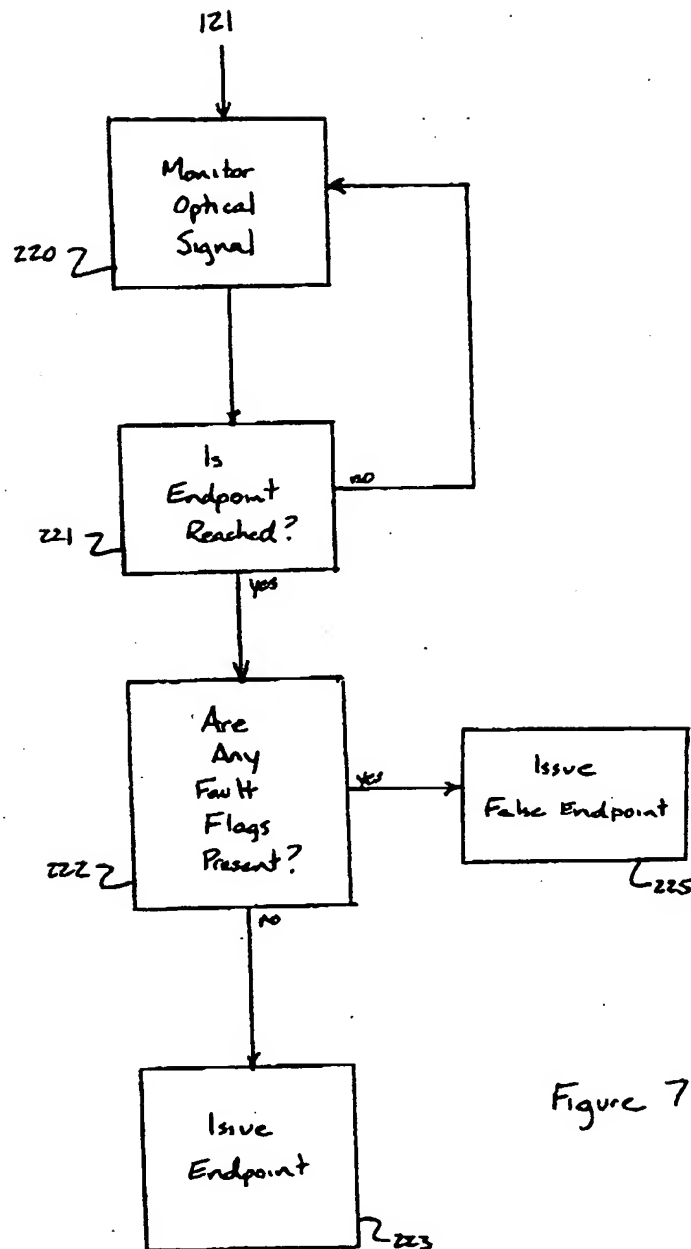 121
Monitor
Optical
Signal
220
Is
Endpoint
Reached?
no
221
yes
Are
Any
Fault
Flags
Present?
yes
Issue
False Endpoint
222
225
no
Issue
Endpoint
Figure 7
223